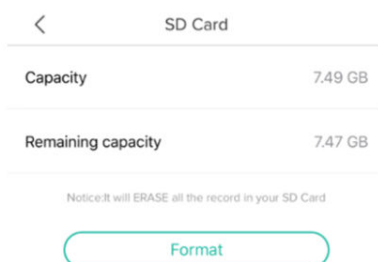 SD Card
Capacity 7.49 GB
Remaining capacity 7.47 GB
Notice:It will ERASE all the record in your SD Card
Format